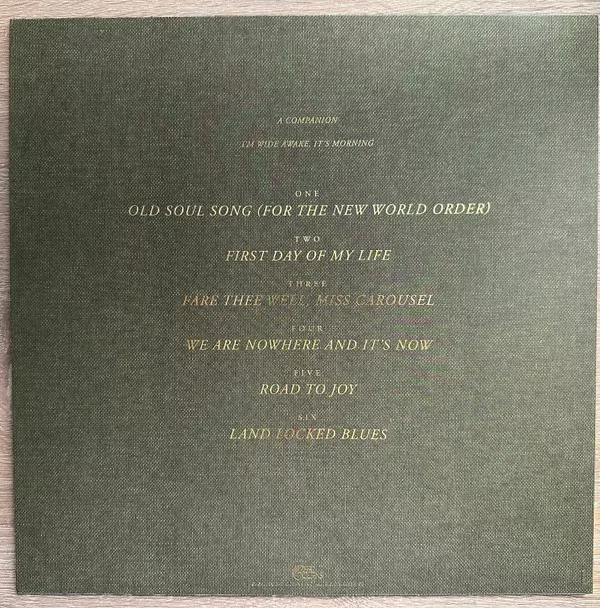 A COMPANION
I'M WIDE AWAKE, IT'S MORNING
ONE
OLD SOUL SONG (FOR THE NEW WORLD ORDER)
TWO
FIRST DAY OF MY LIFE
THREE
FARE THEE WELL, MISS CAROUSEL
FOUR
WE ARE NOWHERE AND IT'S NOW
FIVE
ROAD TO JOY
SIX
LAND LOCKED BLUES